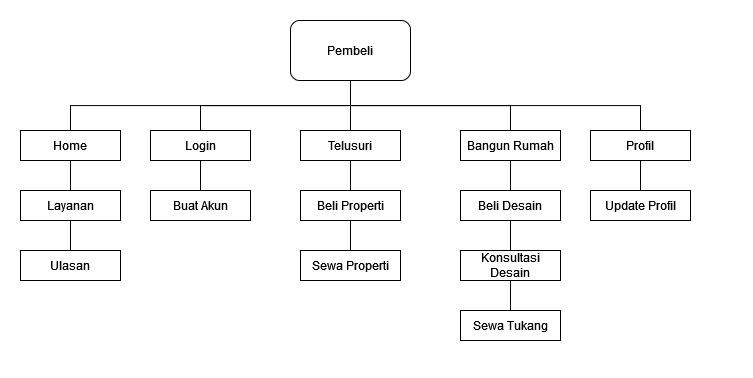 Pembeli
Home
Login
Telusuri
Bangun Rumah
Profil
Layanan
Buat Akun
Beli Properti
Beli Desain
Update Profil
Ulasan
Sewa Properti
Konsultasi
Desain
Sewa Tukang